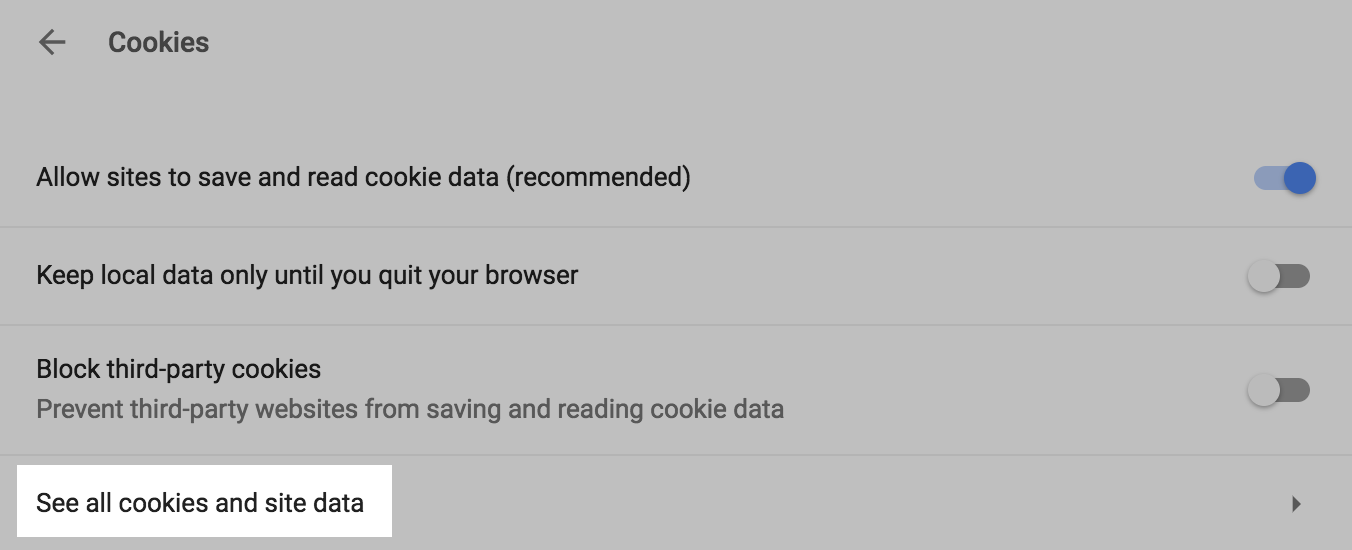 Cookies
Allow sites to save and read cookie data (recommended)
Keep local data only until you quit your browser
Block third-party cookies
Prevent third-party websites from saving and reading cookie data
See all cookies and site data